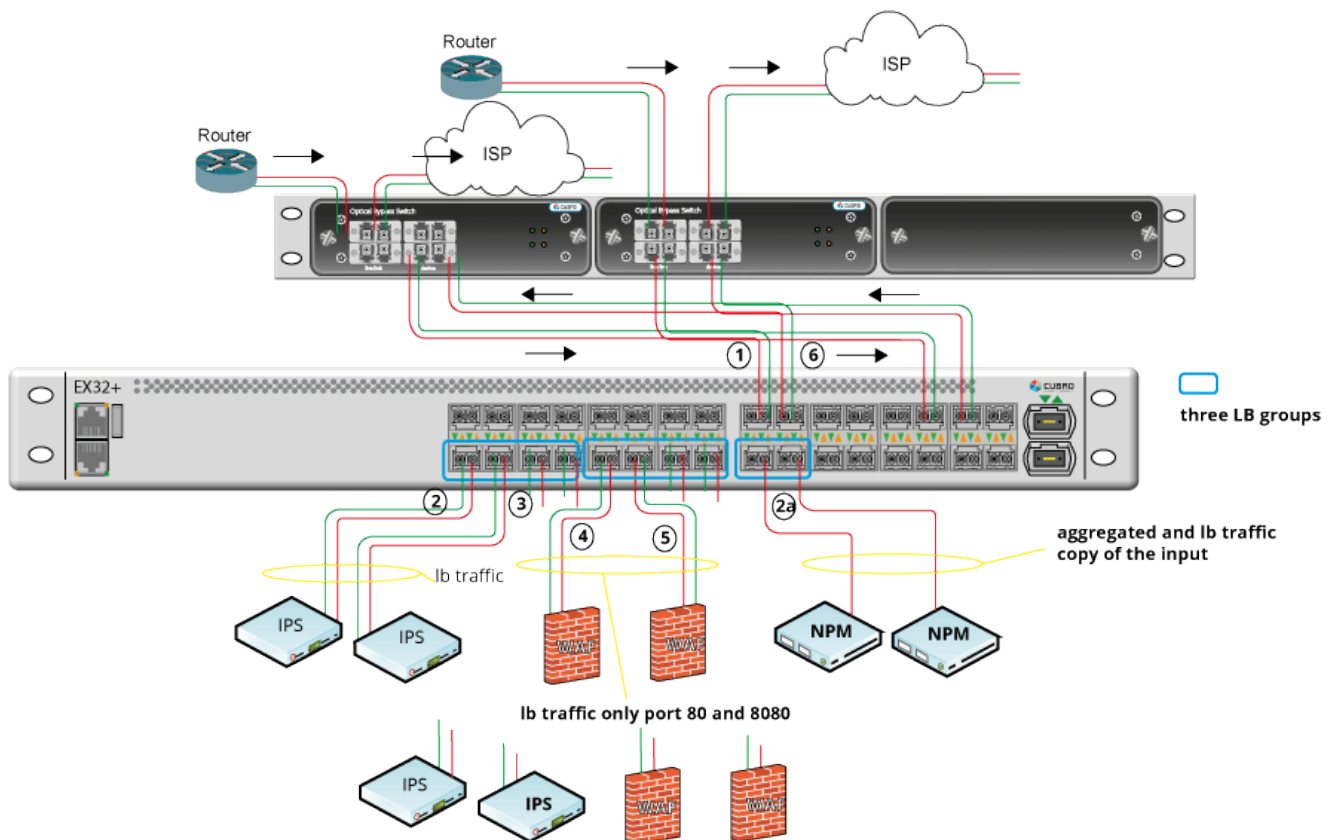 Router
ISP
Router
ISP
Optical Bypass Switch
CUBRO
Optical Bypass Switch
CUBRO
1
6
EX32+
CUBRO
three LB groups
2
3
2a
4
5
aggregated and lb traffic
copy of the input
lb traffic
IPS
IPS
WAF
WAF
NPM
NPM
lb traffic only port 80 and 8080
IPS
IPS
WAF
WAF